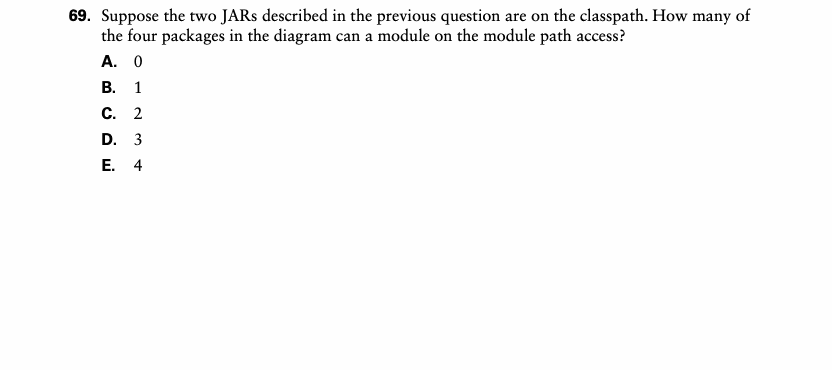 69. Suppose the two JARs described in the previous question are on the classpath. How many of
the four packages in the diagram can a module on the module path access?
A. 0
B. 1
C. 2
D. 3
E. 4